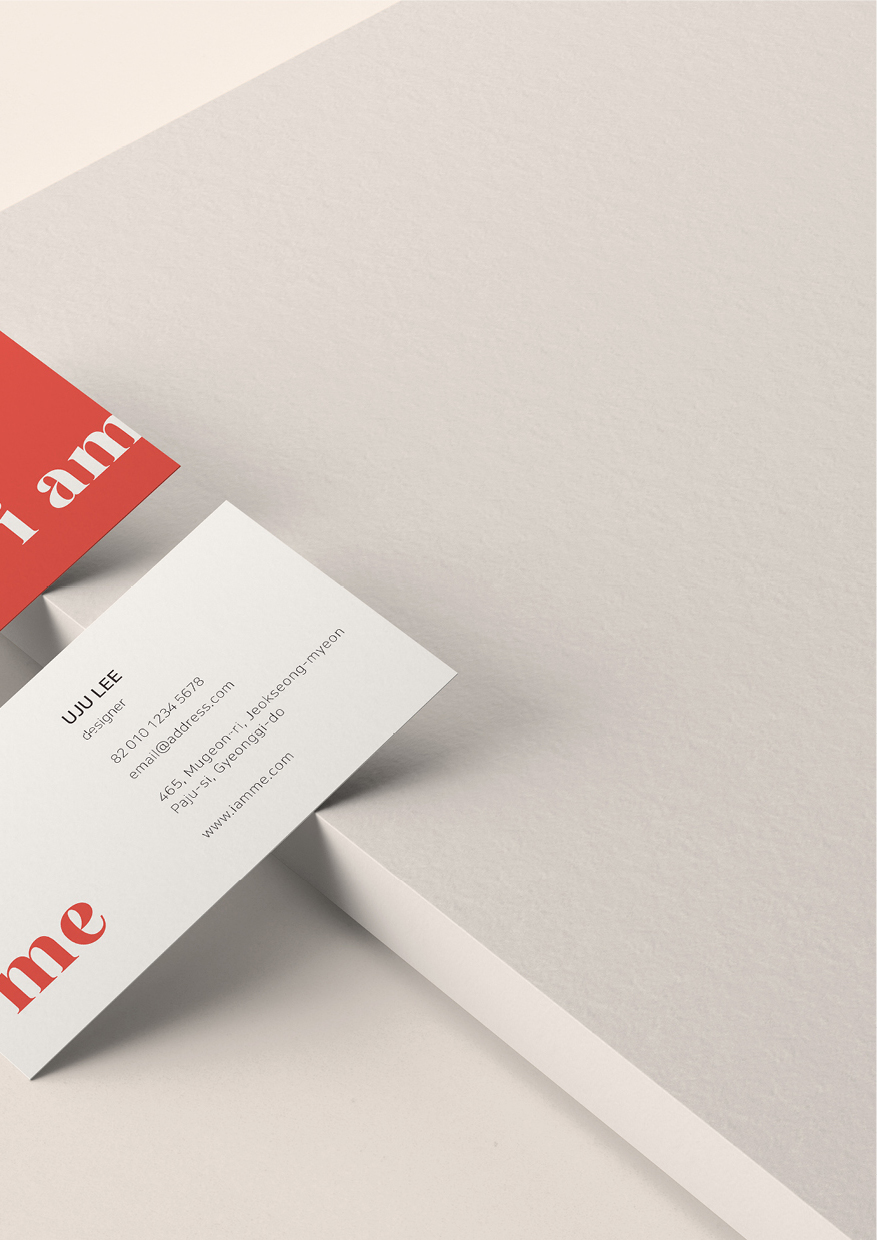 i am
UJU LEE
designer
82 010 1234 5678
email@address.com
465, Mugeon-ri, Jeokseong-myeon
Paju-si, Gyeonggi-do
www.iamme.com
me